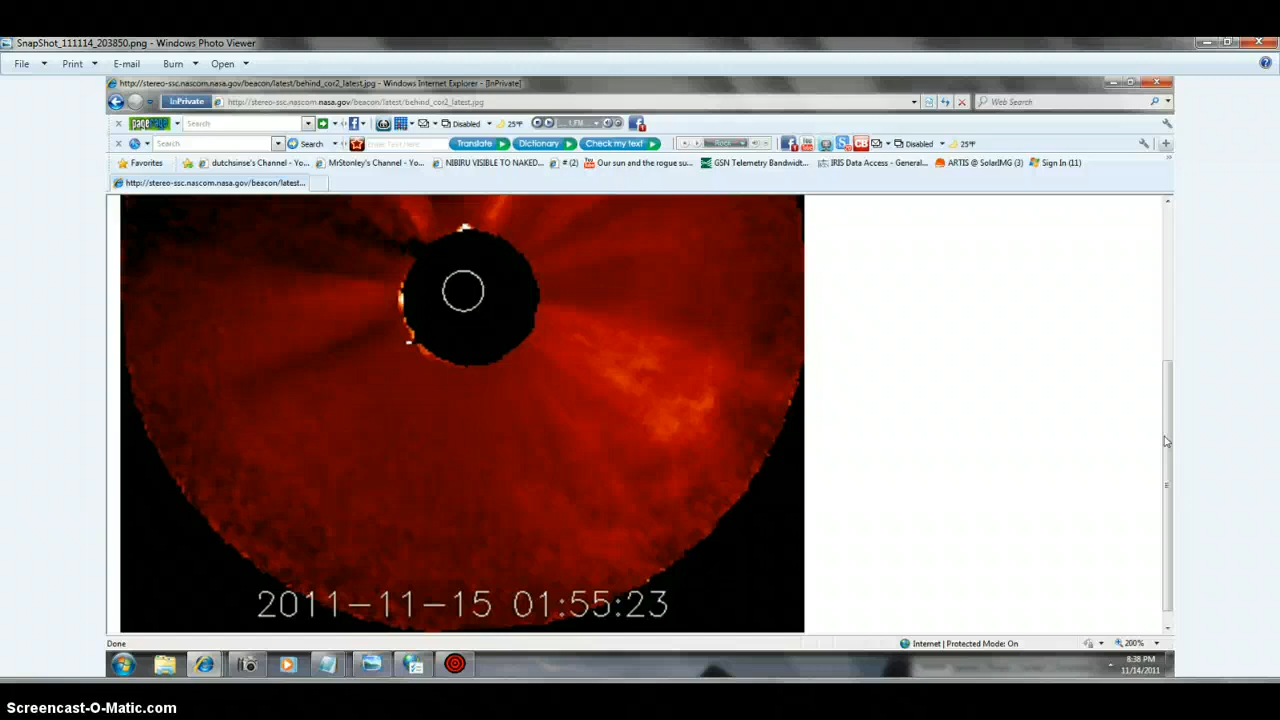 SnapShot_111114_203850.png - Windows Photo Viewer
File Print E-mail Burn Open
http://stereo-ssc.nascom.nasa.gov/beacon/latest/behind_cor2_latest.jpg - Windows Internet Explorer - [InPrivate]
InPrivate http://stereo-ssc.nascom.nasa.gov/beacon/latest/behind_cor2_latest.jpg Web Search
Search Disabled 25°F
Search Search Translate Dictionary Check my text CB Disabled 25°F
Favorites dutchsinse's Channel - Yo... MrStonley's Channel - Yo... NIBIRU VISIBLE TO NAKED... # (2) Our sun and the rogue su... GSN Telemetry Bandwidt... IRIS Data Access - General... ARTIS @ SolarIMG (3) Sign In (11)
http://stereo-ssc.nascom.nasa.gov/beacon/latest...
2011-11-15 01:55:23
Done Internet | Protected Mode: On 200%
8:38 PM
11/14/2011
Screencast-O-Matic.com